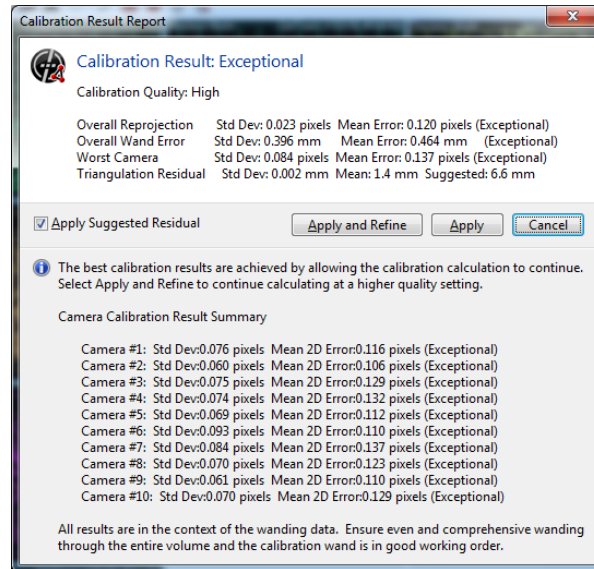 Calibration Result Report
Calibration Result: Exceptional
Calibration Quality: High
Overall Reprojection Std Dev: 0.023 pixels Mean Error: 0.120 pixels (Exceptional)
Overall Wand Error Std Dev: 0.396 mm Mean Error: 0.464 mm (Exceptional)
Worst Camera Std Dev: 0.084 pixels Mean Error: 0.137 pixels (Exceptional)
Triangulation Residual Std Dev: 0.002 mm Mean: 1.4 mm Suggested: 6.6 mm
Apply Suggested Residual Apply and Refine Apply Cancel
The best calibration results are achieved by allowing the calibration calculation to continue.
Select Apply and Refine to continue calculating at a higher quality setting.
Camera Calibration Result Summary
Camera #1: Std Dev:0.076 pixels Mean 2D Error:0.116 pixels (Exceptional)
Camera #2: Std Dev:0.060 pixels Mean 2D Error:0.106 pixels (Exceptional)
Camera #3: Std Dev:0.075 pixels Mean 2D Error:0.129 pixels (Exceptional)
Camera #4: Std Dev:0.074 pixels Mean 2D Error:0.132 pixels (Exceptional)
Camera #5: Std Dev:0.069 pixels Mean 2D Error:0.112 pixels (Exceptional)
Camera #6: Std Dev:0.093 pixels Mean 2D Error:0.110 pixels (Exceptional)
Camera #7: Std Dev:0.084 pixels Mean 2D Error:0.137 pixels (Exceptional)
Camera #8: Std Dev:0.070 pixels Mean 2D Error:0.123 pixels (Exceptional)
Camera #9: Std Dev:0.061 pixels Mean 2D Error:0.110 pixels (Exceptional)
Camera #10: Std Dev:0.070 pixels Mean 2D Error:0.129 pixels (Exceptional)
All results are in the context of the wanding data. Ensure even and comprehensive wanding
through the entire volume and the calibration wand is in good working order.